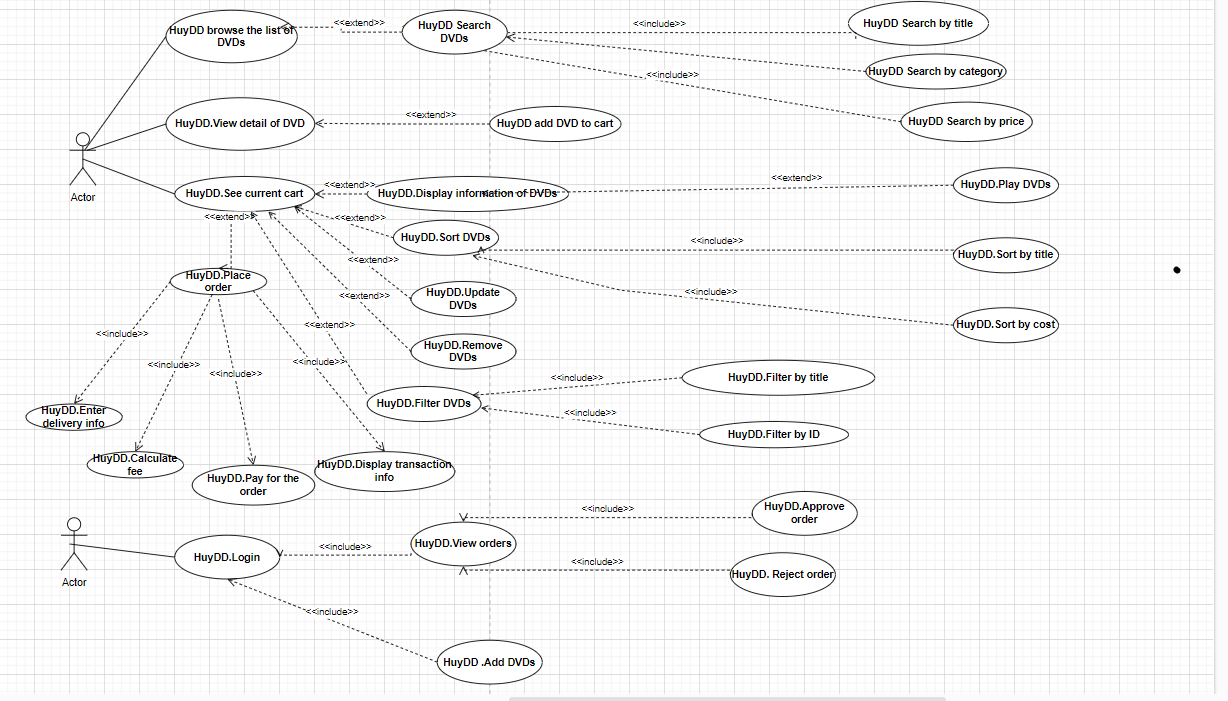 <<extend>>
<<include>>
HuyDD Search by title
HuyDD browse the list of
DVDs
HuyDD Search
DVDs
<<include>>
HuyDD Search by category
<<extend>>
HuyDD.View detail of DVD
HuyDD add DVD to cart
HuyDD Search by price
Actor
HuyDD.See current cart
<<extend>>
HuyDD.Display information of DVDs
<<extend>>
HuyDD.Play DVDs
<<extend>>
<<extend>>
HuyDD.Sort DVDs
<<include>>
HuyDD.Sort by title
<<extend>>
HuyDD.Place
order
HuyDD.Update
DVDs
<<extend>>
<<include>>
HuyDD.Sort by cost
<<include>>
<<extend>>
HuyDD.Remove
DVDs
<<include>>
<<include>>
<<include>>
<<include>>
HuyDD.Filter by title
HuyDD.Enter
delivery info
HuyDD.Filter DVDs
<<include>>
HuyDD.Filter by ID
HuyDD.Calculate
fee
HuyDD.Pay for the
order
HuyDD.Display transaction
info
<<include>>
HuyDD.Approve
order
Actor
HuyDD.Login
<<include>>
HuyDD.View orders
<<include>>
HuyDD. Reject order
<<include>>
HuyDD .Add DVDs